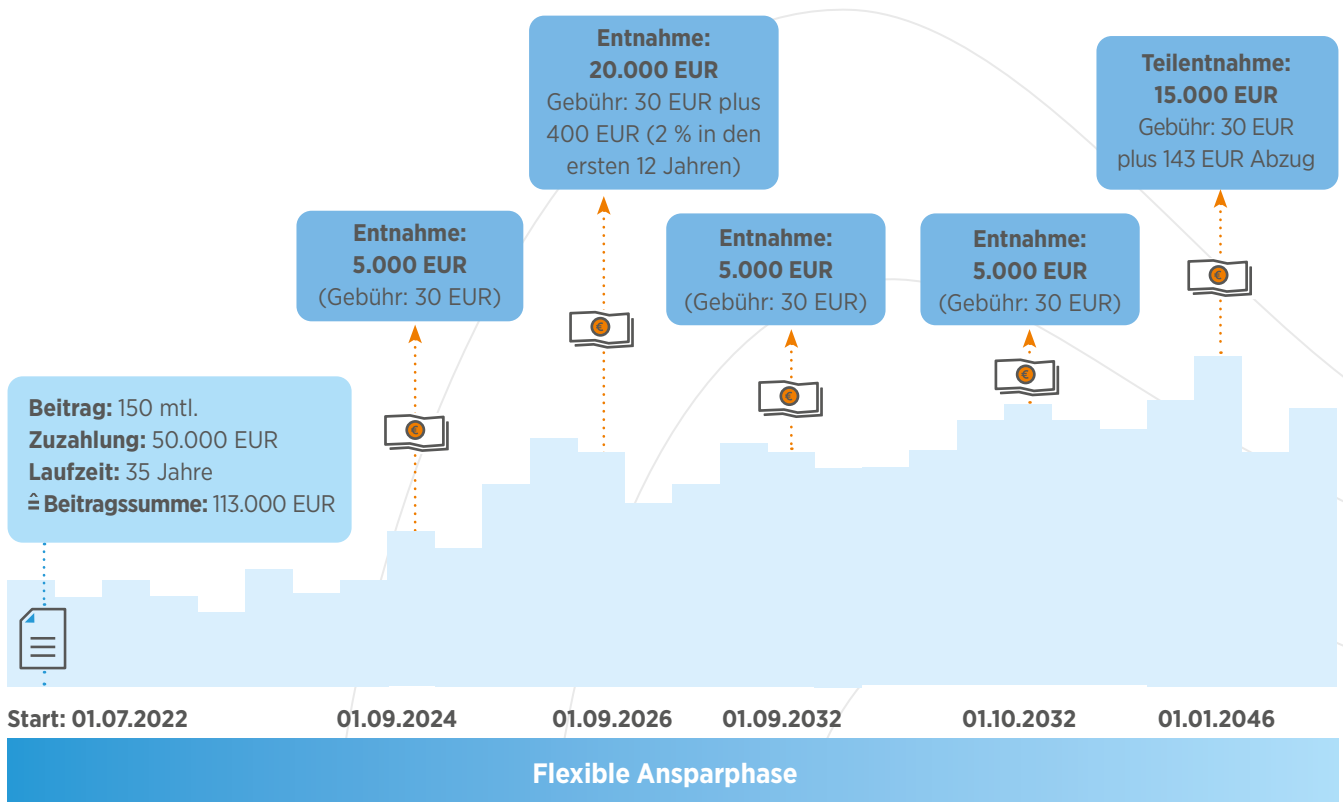 Beitrag: 150 mtl.
Zuzahlung: 50.000 EUR
Laufzeit: 35 Jahre
≙ Beitragssumme: 113.000 EUR
Entnahme:
5.000 EUR
(Gebühr: 30 EUR)
Entnahme:
20.000 EUR
Gebühr: 30 EUR plus
400 EUR (2 % in den
ersten 12 Jahren)
Entnahme:
5.000 EUR
(Gebühr: 30 EUR)
Entnahme:
5.000 EUR
(Gebühr: 30 EUR)
Teilentnahme:
15.000 EUR
Gebühr: 30 EUR
plus 143 EUR Abzug
€
€
€
€
€
Start: 01.07.2022
01.09.2024
01.09.2026
01.09.2032
01.10.2032
01.01.2046
Flexible Ansparphase